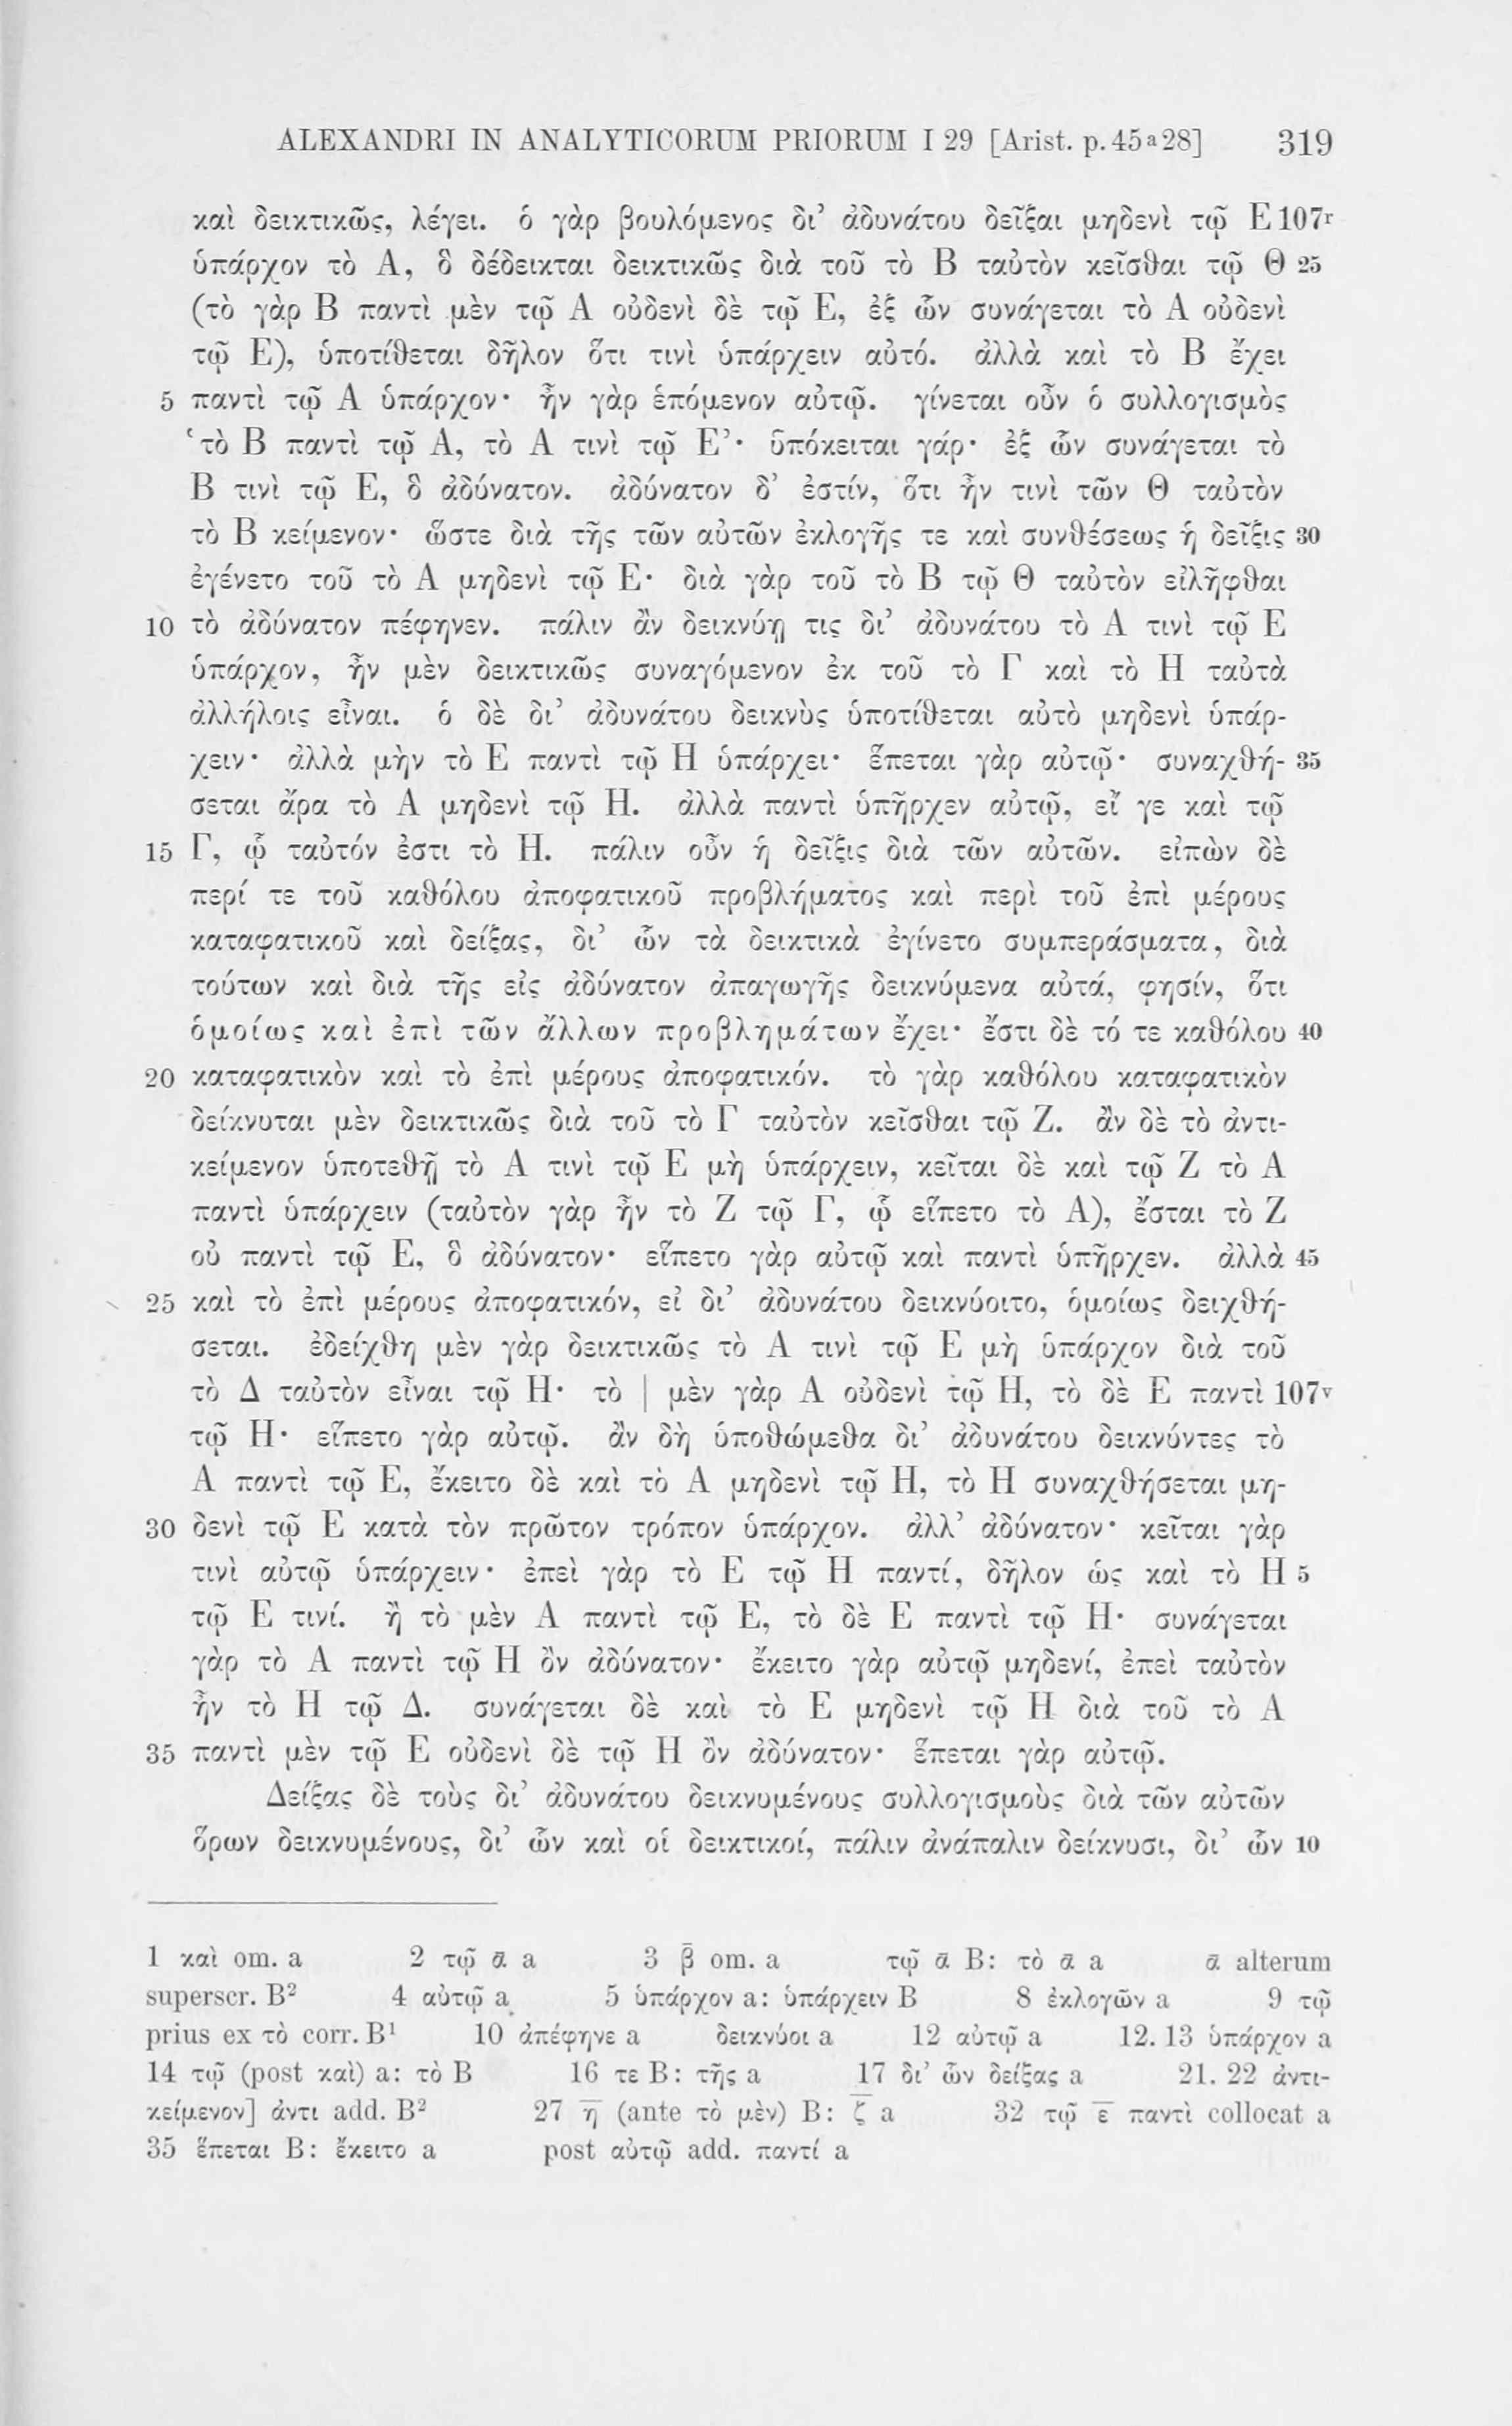 ALEXANDRI IN ANALYTICORUM PRIORUM I 29 [Arist. p. 45a28] 319
καὶ δεικτικῶς, λέγει. ὁ γὰρ βουλόμενος δι’ ἀδυνάτου δεῖξαι μηδενὶ τῷ Ε 107r
ὑπάρχον τὸ Α, ὃ δέδεικται δεικτικῶς διὰ τοῦ τὸ Β ταὐτὸν κεῖσθαι τῷ Θ 25
(τὸ γὰρ Β παντὶ μὲν τῷ Α οὐδενὶ δὲ τῷ Ε, ἐξ ὧν συνάγεται τὸ Α οὐδενὶ
τῷ Ε), ὑποτίθεται δῆλον ὅτι τινὶ ὑπάρχειν αὐτό. ἀλλὰ καὶ τὸ Β ἔχει
5 παντὶ τῷ Α ὑπάρχον· ἦν γὰρ ἑπόμενον αὐτῷ. γίνεται οὖν ὁ συλλογισμὸς
‘τὸ Β παντὶ τῷ Α, τὸ Α τινὶ τῷ Ε’· ὑπόκειται γάρ· ἐξ ὧν συνάγεται τὸ
Β τινὶ τῷ Ε, ὃ ἀδύνατον. ἀδύνατον δ’ ἐστίν, ὅτι ἦν τινὶ τῶν Θ ταὐτὸν
τὸ Β κείμενον· ὥστε διὰ τῆς τῶν αὐτῶν ἐκλογῆς τε καὶ συνθέσεως ἡ δεῖξις 30
ἐγένετο τοῦ τὸ Α μηδενὶ τῷ Ε· διὰ γὰρ τοῦ τὸ Β τῷ Θ ταὐτὸν εἰλῆφθαι
10 τὸ ἀδύνατον πέφηνεν. πάλιν ἂν δεικνύῃ τις δι’ ἀδυνάτου τὸ Α τινὶ τῷ Ε
ὑπάρχον, ἦν μὲν δεικτικῶς συναγόμενον ἐκ τοῦ τὸ Γ καὶ τὸ Η ταὐτὰ
ἀλλήλοις εἶναι. ὁ δὲ δι’ ἀδυνάτου δεικνὺς ὑποτίθεται αὐτὸ μηδενὶ ὑπάρ-
χειν· ἀλλὰ μὴν τὸ Ε παντὶ τῷ Η ὑπάρχει· ἕπεται γὰρ αὐτῷ· συναχθή- 35
σεται ἄρα τὸ Α μηδενὶ τῷ Η. ἀλλὰ παντὶ ὑπῆρχεν αὐτῷ, εἴ γε καὶ τῷ
15 Γ, ᾧ ταὐτόν ἐστι τὸ Η. πάλιν οὖν ἡ δεῖξις διὰ τῶν αὐτῶν. εἰπὼν δὲ
περί τε τοῦ καθόλου ἀποφατικοῦ προβλήματος καὶ περὶ τοῦ ἐπὶ μέρους
καταφατικοῦ καὶ δείξας, δι’ ὧν τὰ δεικτικὰ ἐγίνετο συμπεράσματα, διὰ
τούτων καὶ διὰ τῆς εἰς ἀδύνατον ἀπαγωγῆς δεικνύμενα αὐτά, φησίν, ὅτι
ὁμοίως καὶ ἐπὶ τῶν ἄλλων προβλημάτων ἔχει· ἔστι δὲ τό τε καθόλου 40
20 καταφατικὸν καὶ τὸ ἐπὶ μέρους ἀποφατικόν. τὸ γὰρ καθόλου καταφατικὸν
δείκνυται μὲν δεικτικῶς διὰ τοῦ τὸ Γ ταὐτὸν κεῖσθαι τῷ Ζ. ἂν δὲ τὸ ἀντι-
κείμενον ὑποτεθῇ τὸ Α τινὶ τῷ Ε μὴ ὑπάρχειν, κεῖται δὲ καὶ τῷ Ζ τὸ Α
παντὶ ὑπάρχειν (ταὐτὸν γὰρ ἦν τὸ Ζ τῷ Γ, ᾧ εἵπετο τὸ Α), ἔσται τὸ Ζ
οὐ παντὶ τῷ Ε, ὃ ἀδύνατον· εἵπετο γὰρ αὐτῷ καὶ παντὶ ὑπῆρχεν. ἀλλὰ 45
25 καὶ τὸ ἐπὶ μέρους ἀποφατικόν, εἰ δι’ ἀδυνάτου δεικνύοιτο, ὁμοίως δειχθή-
σεται. ἐδείχθη μὲν γὰρ δεικτικῶς τὸ Α τινὶ τῷ Ε μὴ ὑπάρχον διὰ τοῦ
τὸ Δ ταὐτὸν εἶναι τῷ Η· τὸ | μὲν γὰρ Α οὐδενὶ τῷ Η, τὸ δὲ Ε παντὶ 107v
τῷ Η· εἵπετο γὰρ αὐτῷ. ἂν δὴ ὑποθώμεθα δι’ ἀδυνάτου δεικνύντες τὸ
Α παντὶ τῷ Ε, ἔκειτο δὲ καὶ τὸ Α μηδενὶ τῷ Η, τὸ Η συναχθήσεται μη-
30 δενὶ τῷ Ε κατὰ τὸν πρῶτον τρόπον ὑπάρχον. ἀλλ’ ἀδύνατον· κεῖται γὰρ
τινὶ αὐτῷ ὑπάρχειν· ἐπεὶ γὰρ τὸ Ε τῷ Η παντί, δῆλον ὡς καὶ τὸ Η 5
τῷ Ε τινί. ἢ τὸ μὲν Α παντὶ τῷ Ε, τὸ δὲ Ε παντὶ τῷ Η· συνάγεται
γὰρ τὸ Α παντὶ τῷ Η ὂν ἀδύνατον· ἔκειτο γὰρ αὐτῷ μηδενί, ἐπεὶ ταὐτὸν
ἦν τὸ Η τῷ Δ. συνάγεται δὲ καὶ τὸ Ε μηδενὶ τῷ Η διὰ τοῦ τὸ Α
35 παντὶ μὲν τῷ Ε οὐδενὶ δὲ τῷ Η ὂν ἀδύνατον· ἕπεται γὰρ αὐτῷ.
Δείξας δὲ τοὺς δι’ ἀδυνάτου δεικνυμένους συλλογισμοὺς διὰ τῶν αὐτῶν
ὅρων δεικνυμένους, δι’ ὧν καὶ οἱ δεικτικοί, πάλιν ἀνάπαλιν δείκνυσι, δι’ ὧν 10
1 καὶ om. a 2 τῷ ᾱ a 3 β̄ om. a τῷ ᾱ B: τὸ ᾱ a ᾱ alterum
superscr. B² 4 αὐτῷ a 5 ὑπάρχον a: ὑπάρχειν B 8 ἐκλογῶν a 9 τῷ
prius ex τὸ corr. B¹ 10 ἀπέφηνε a δεικνύοι a 12 αὐτῷ a 12. 13 ὑπάρχον a
14 τῷ (post καὶ) a: τὸ B 16 τε B: τῆς a 17 δι’ ὧν δείξας a 21. 22 ἀντι-
κείμενον] ἀντι add. B² 27 η̄ (ante τὸ μὲν) B: ζ̄ a 32 τῷ ε̄ παντὶ collocat a
35 ἕπεται B: ἔκειτο a post αὐτῷ add. παντί a